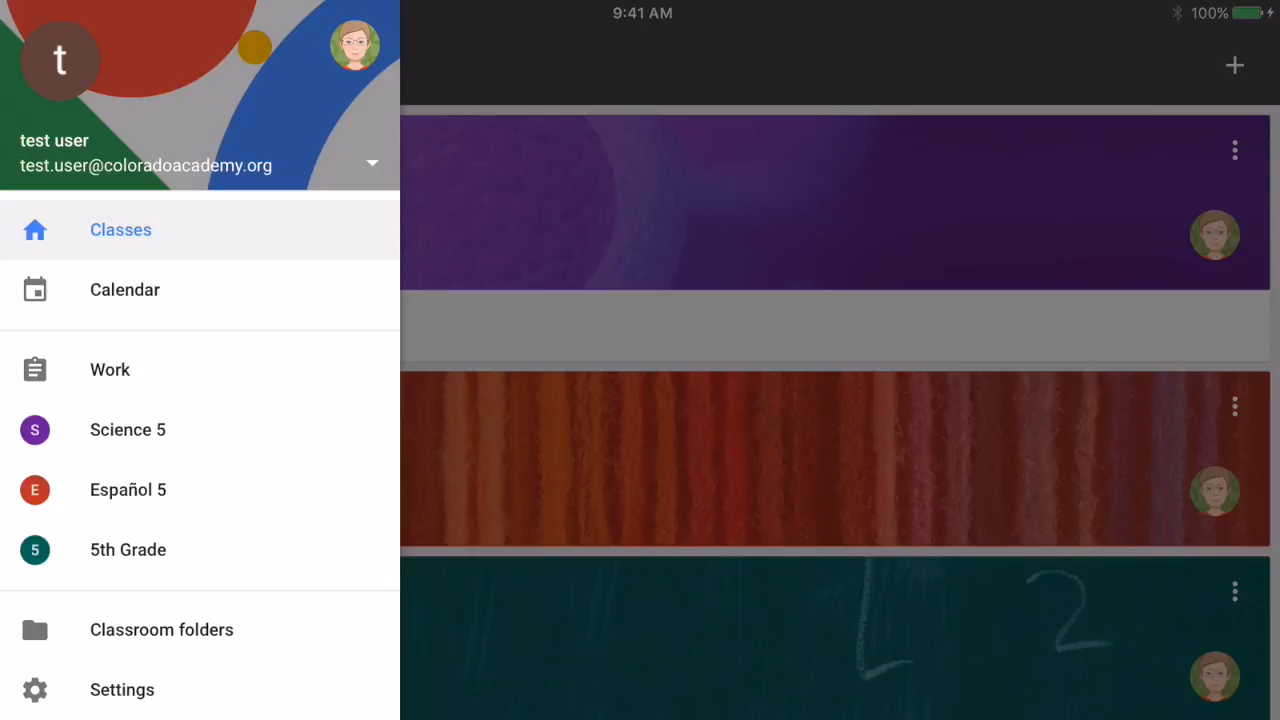 9:41 AM
100%
t
test user
test.user@coloradoacademy.org
Classes
Calendar
Work
S Science 5
E Español 5
5 5th Grade
Classroom folders
Settings
2